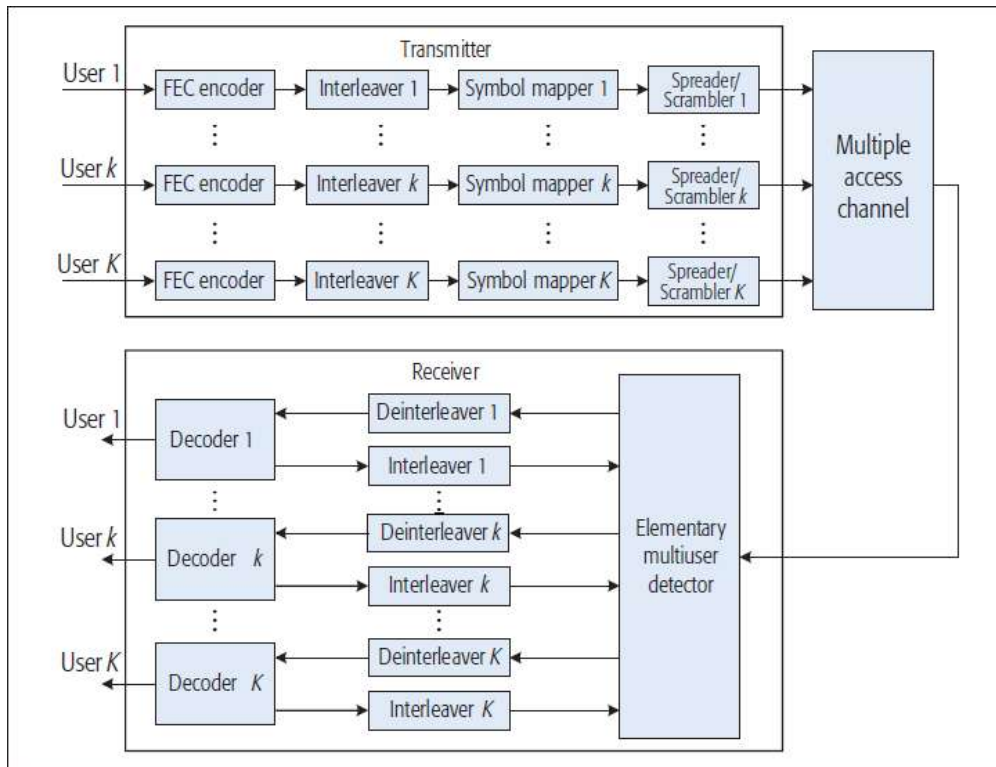 Transmitter
User 1
FEC encoder
Interleaver 1
Symbol mapper 1
Spreader/
Scrambler 1
User k
FEC encoder
Interleaver k
Symbol mapper k
Spreader/
Scrambler k
User K
FEC encoder
Interleaver K
Symbol mapper K
Spreader/
Scrambler K
Multiple
access
channel
Receiver
User 1
Decoder 1
Deinterleaver 1
Interleaver 1
User k
Decoder k
Deinterleaver k
Interleaver k
User K
Decoder K
Deinterleaver K
Interleaver K
Elementary
multiuser
detector